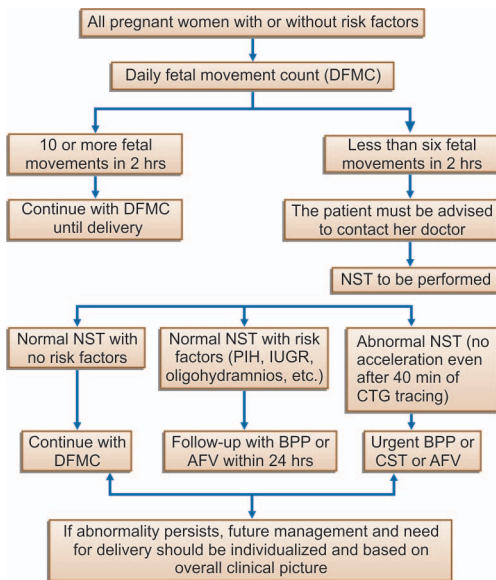 All pregnant women with or without risk factors
Daily fetal movement count (DFMC)
10 or more fetal
movements in 2 hrs
Less than six fetal
movements in 2 hrs
Continue with DFMC
until delivery
The patient must be advised
to contact her doctor
NST to be performed
Normal NST with
no risk factors
Normal NST with risk
factors (PIH, IUGR,
oligohydramnios, etc.)
Abnormal NST (no
acceleration even
after 40 min of
CTG tracing)
Continue with
DFMC
Follow-up with BPP or
AFV within 24 hrs
Urgent BPP or
CST or AFV
If abnormality persists, future management and need
for delivery should be individualized and based on
overall clinical picture